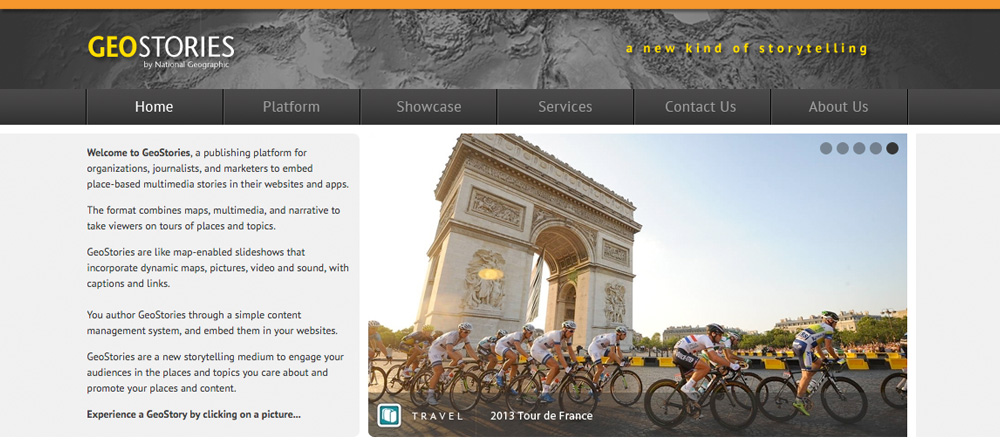 GEOSTORIES
by National Geographic
a new kind of storytelling
Home Platform Showcase Services Contact Us About Us
Welcome to GeoStories, a publishing platform for
organizations, journalists, and marketers to embed
place-based multimedia stories in their websites and apps.
The format combines maps, multimedia, and narrative to
take viewers on tours of places and topics.
GeoStories are like map-enabled slideshows that
incorporate dynamic maps, pictures, video and sound, with
captions and links.
You author GeoStories through a simple content
management system, and embed them in your websites.
GeoStories are a new storytelling medium to engage your
audiences in the places and topics you care about and
promote your places and content.
Experience a GeoStory by clicking on a picture...
TRAVEL 2013 Tour de France